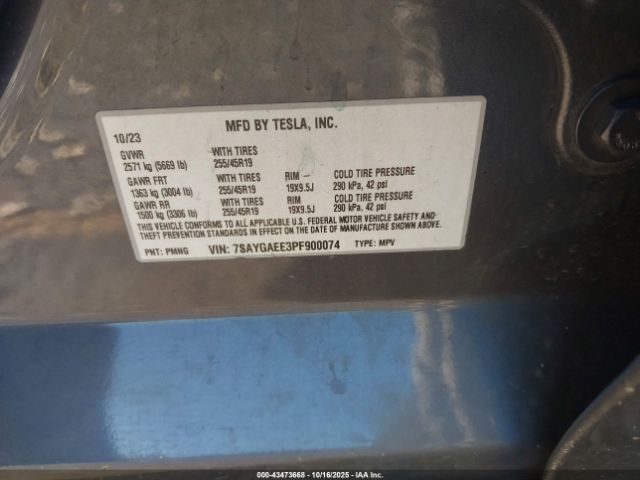 MFD BY TESLA, INC.
10/23
GVWR WITH TIRES
2571 kg (5669 lb) 255/45R19
GAWR FRT WITH TIRES RIM COLD TIRE PRESSURE
1363 kg (3004 lb) 255/45R19 19X9.5J 290 kPa, 42 psi
GAWR RR WITH TIRES RIM COLD TIRE PRESSURE
1500 kg (3306 lb) 255/45R19 19X9.5J 290 kPa, 42 psi
THIS VEHICLE CONFORMS TO ALL APPLICABLE U.S. FEDERAL MOTOR VEHICLE SAFETY AND
THEFT PREVENTION STANDARDS IN EFFECT ON THE DATE OF MANUFACTURE SHOWN ABOVE.
PNT: PMNG VIN: 7SAYGAEE3PF900074 TYPE: MPV
000-43473668 | 10/16/2025 | IAA Inc.